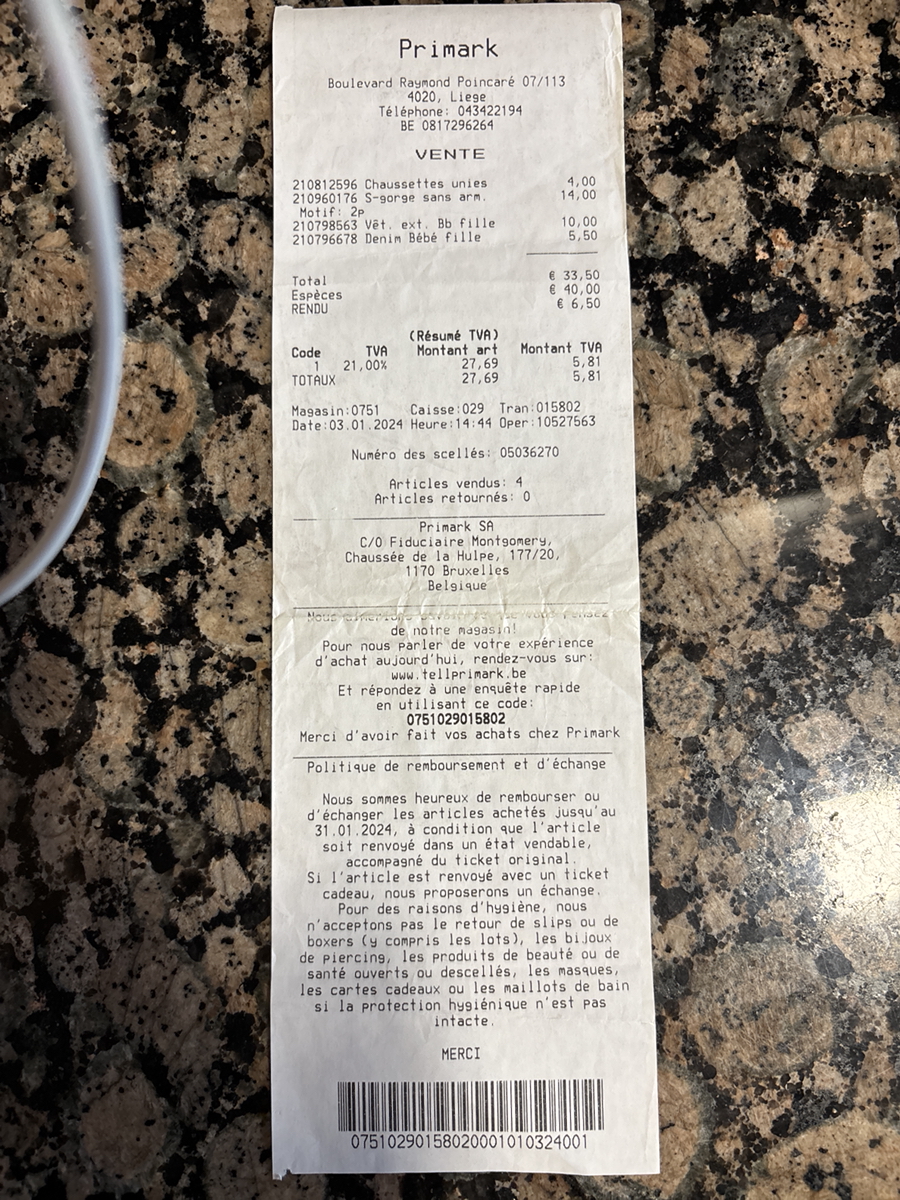 Primark
Boulevard Raymond Poincaré 07/113
4020, Liege
Téléphone: 043422194
BE 0817296264
VENTE
210812596 Chaussettes unies 4,00
210960176 S-gorge sans arm. 14,00
Motif: 2p
210798563 Vêt. ext. Bb fille 10,00
210796678 Denim Bébé fille 5,50
Total € 33,50
Espèces € 40,00
RENDU € 6,50
(Résumé TVA)
Code TVA Montant art Montant TVA
1 21,00% 27,69 5,81
TOTAUX 27,69 5,81
Magasin:0751 Caisse:029 Tran:015802
Date:03.01.2024 Heure:14:44 Oper:10527563
Numéro des scellés: 05036270
Articles vendus: 4
Articles retournés: 0
Primark SA
C/O Fiduciaire Montgomery,
Chaussée de la Hulpe, 177/20,
1170 Bruxelles
Belgique
Nous aimerions savoir ce que vous pensez
de notre magasin!
Pour nous parler de votre expérience
d'achat aujourd'hui, rendez-vous sur:
www.tellprimark.be
Et répondez à une enquête rapide
en utilisant ce code:
0751029015802
Merci d'avoir fait vos achats chez Primark
Politique de remboursement et d'échange
Nous sommes heureux de rembourser ou
d'échanger les articles achetés jusqu'au
31.01.2024, à condition que l'article
soit renvoyé dans un état vendable,
accompagné du ticket original.
Si l'article est renvoyé avec un ticket
cadeau, nous proposerons un échange.
Pour des raisons d'hygiène, nous
n'acceptons pas le retour de slips ou de
boxers (y compris les lots), les bijoux
de piercing, les produits de beauté ou de
santé ouverts ou descellés, les masques,
les cartes cadeaux ou les maillots de bain
si la protection hygiénique n'est pas
intacte.
MERCI
07510290158020001010324001